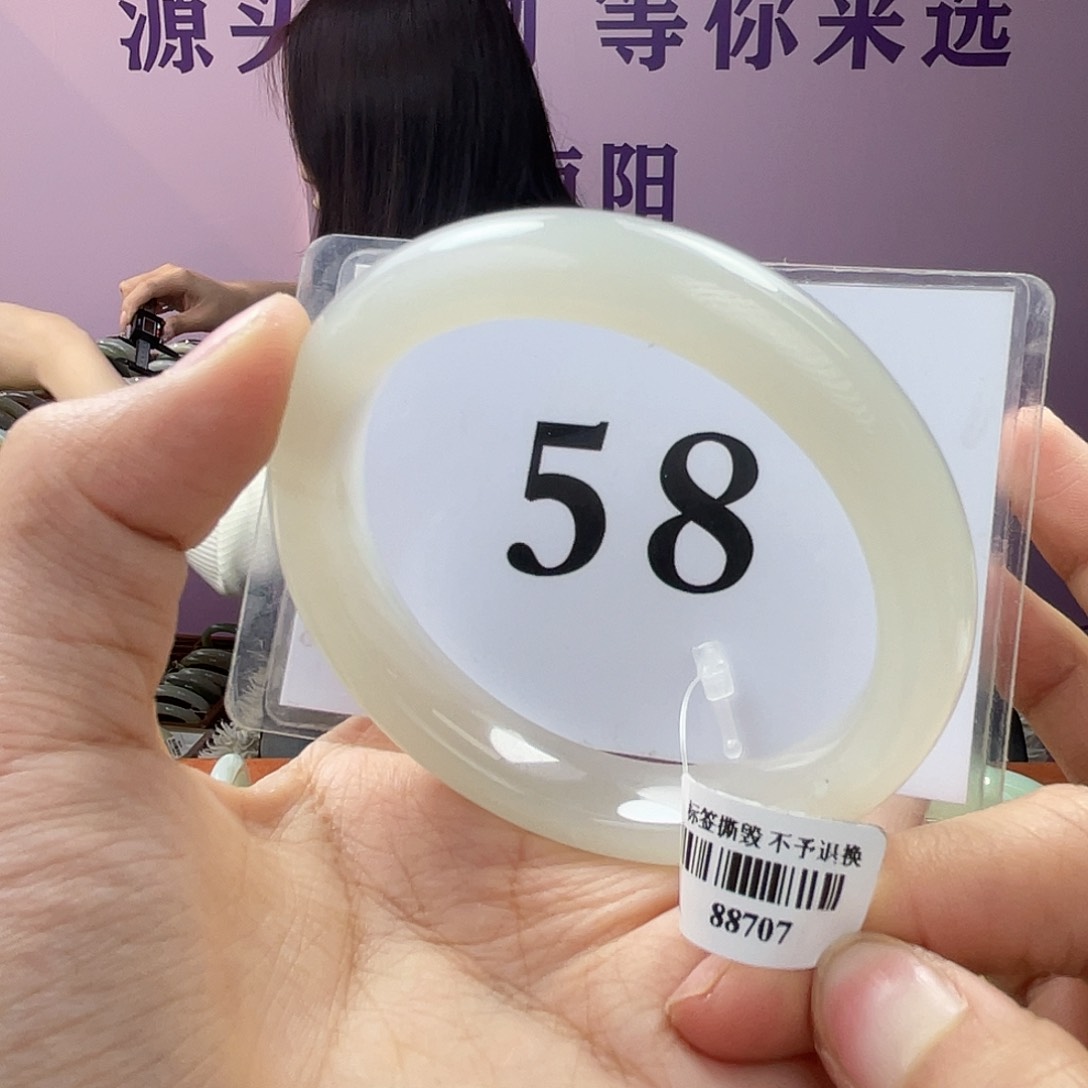 源头 等你来选
阳
58
标签撕毁 不予退换
88707